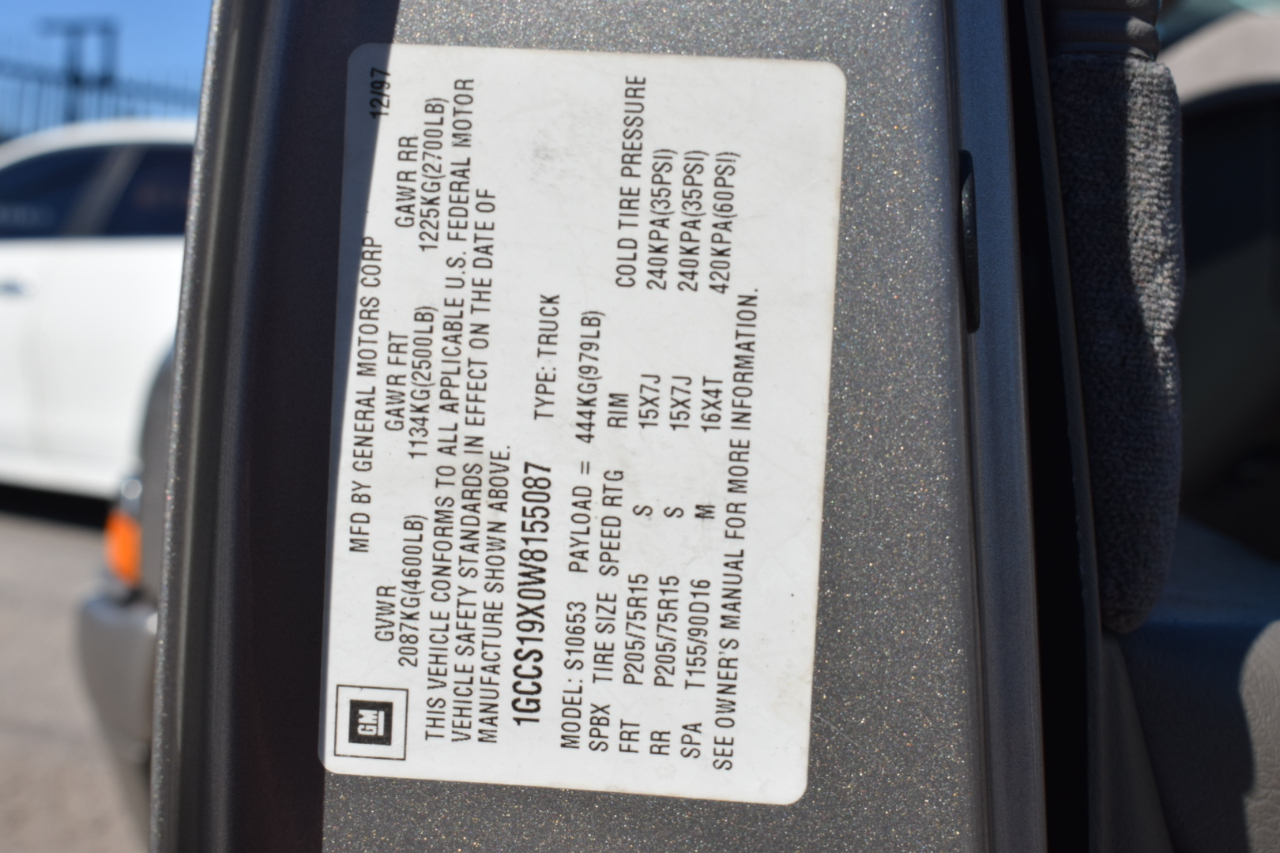 GM
MFD BY GENERAL MOTORS CORP 12/97
GVWR GAWR FRT GAWR RR
2087KG(4600LB) 1134KG(2500LB) 1225KG(2700LB)
THIS VEHICLE CONFORMS TO ALL APPLICABLE U.S. FEDERAL MOTOR
VEHICLE SAFETY STANDARDS IN EFFECT ON THE DATE OF
MANUFACTURE SHOWN ABOVE.
1GCCS19X0W8155087 TYPE: TRUCK
MODEL: S10653 PAYLOAD = 444KG(979LB)
SPBX TIRE SIZE SPEED RTG RIM COLD TIRE PRESSURE
FRT P205/75R15 S 15X7J 240KPA(35PSI)
RR P205/75R15 S 15X7J 240KPA(35PSI)
SPA T155/90D16 M 16X4T 420KPA(60PSI)
SEE OWNER'S MANUAL FOR MORE INFORMATION.